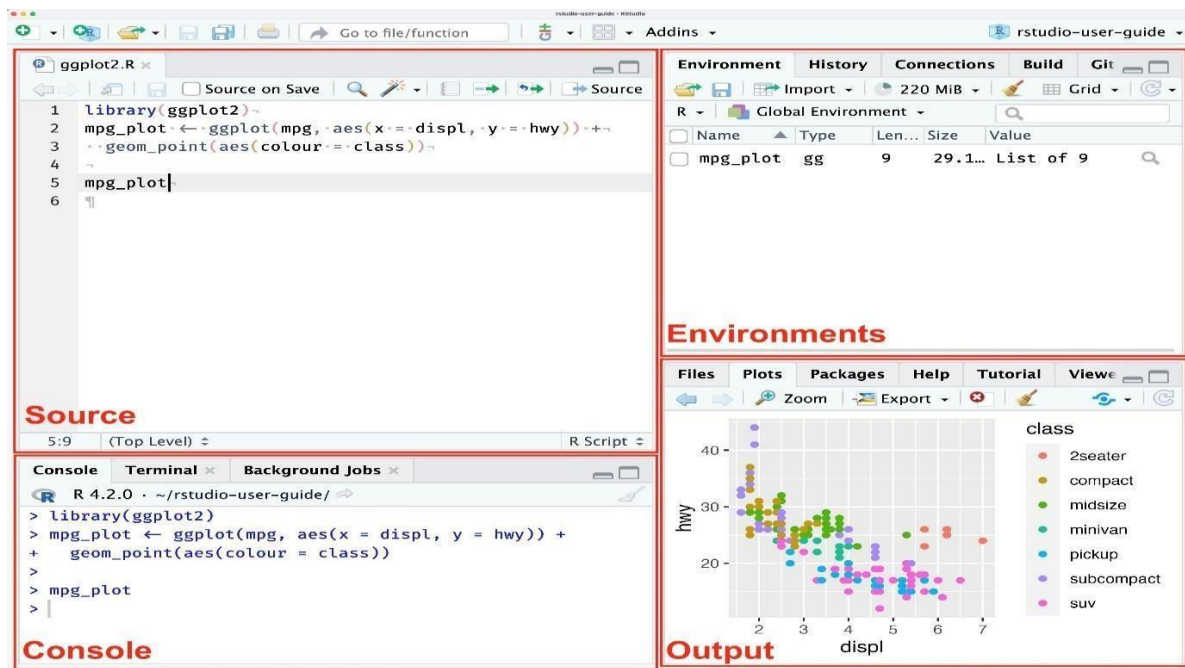 rstudio-user-guide - RStudio
Go to file/function Addins rstudio-user-guide
ggplot2.R
Source on Save Source
1 library(ggplot2)¬
2 mpg_plot·←·ggplot(mpg,·aes(x·=·displ,·y·=·hwy))·+¬
3 ··geom_point(aes(colour·=·class))¬
4 ¬
5 mpg_plot¬
6 ¶
Source
5:9 (Top Level) R Script
Console Terminal Background Jobs
R R 4.2.0 · ~/rstudio-user-guide/
> library(ggplot2)
> mpg_plot ← ggplot(mpg, aes(x = displ, y = hwy)) +
+ geom_point(aes(colour = class))
>
> mpg_plot
>
Console
Environment History Connections Build Git
Import 220 MiB Grid
R Global Environment
Name Type Len... Size Value
mpg_plot gg 9 29.1… List of 9
Environments
Files Plots Packages Help Tutorial Viewe
Zoom Export
hwy
40
30
20
2 3 4 5 6 7
displ
class
2seater
compact
midsize
minivan
pickup
subcompact
suv
Output